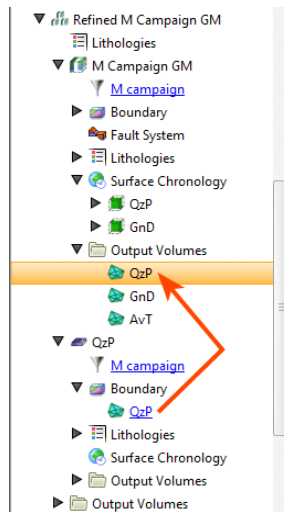 Refined M Campaign GM
Lithologies
M Campaign GM
M campaign
Boundary
Fault System
Lithologies
Surface Chronology
QzP
GnD
Output Volumes
QzP
GnD
AvT
QzP
M campaign
Boundary
QzP
Lithologies
Surface Chronology
Output Volumes
Output Volumes